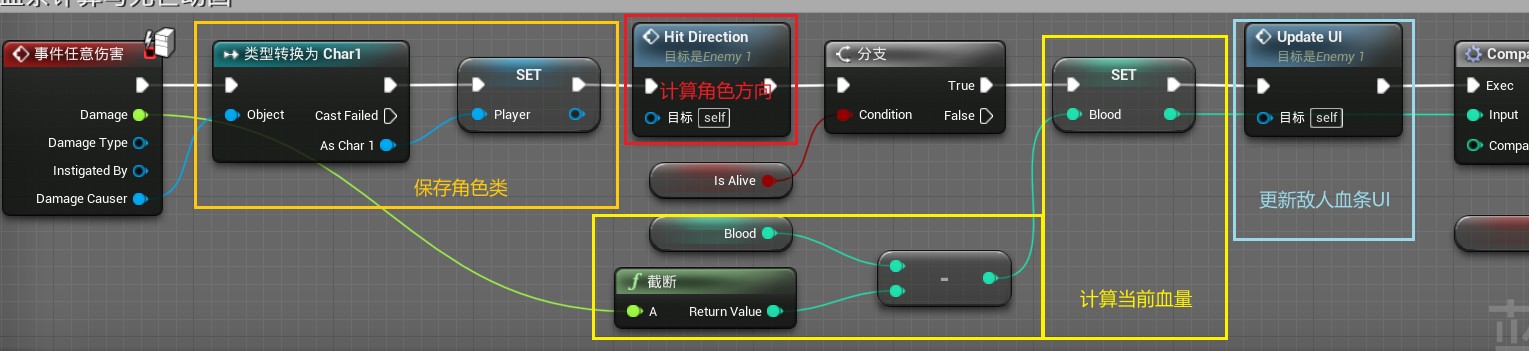 事件任意伤害
Damage
Damage Type
Instigated By
Damage Causer
类型转换为 Char1
Object
Cast Failed
As Char 1
保存角色类
SET
Player
Hit Direction
目标是Enemy 1
计算角色方向
目标 self
分支
True
Condition
False
Is Alive
Blood
截断
A
Return Value
-
SET
Blood
计算当前血量
Update UI
目标是Enemy 1
目标 self
更新敌人血条UI
Exec
Input